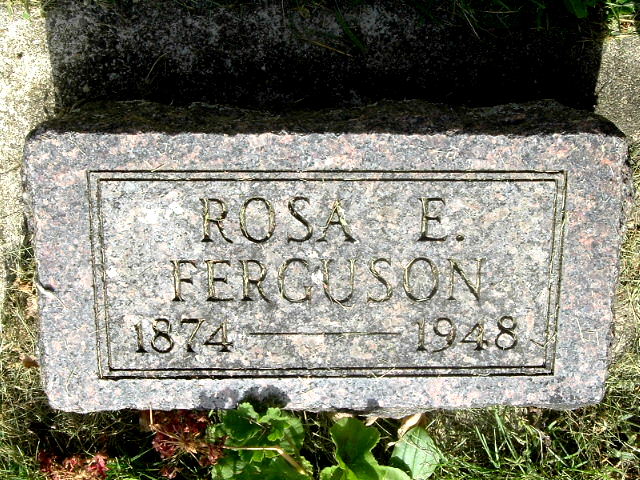 ROSA E.
FERGUSON
1874 — 1948